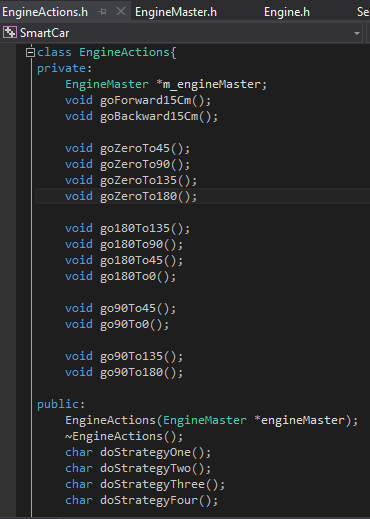 EngineActions.h EngineMaster.h Engine.h Se
SmartCar
class EngineActions{
private:
EngineMaster *m_engineMaster;
void goForward15Cm();
void goBackward15Cm();
void goZeroTo45();
void goZeroTo90();
void goZeroTo135();
void goZeroTo180();
void go180To135();
void go180To90();
void go180To45();
void go180To0();
void go90To45();
void go90To0();
void go90To135();
void go90To180();
public:
EngineActions(EngineMaster *engineMaster);
~EngineActions();
char doStrategyOne();
char doStrategyTwo();
char doStrategyThree();
char doStrategyFour();